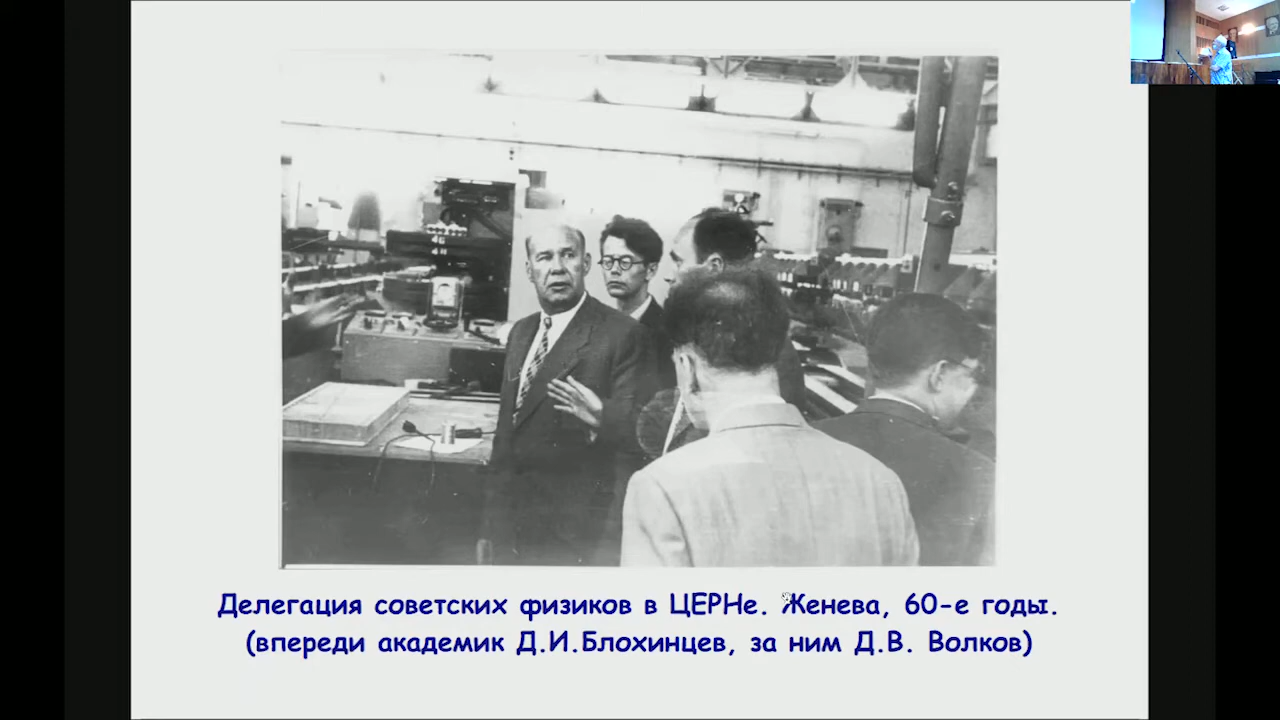 Делегация советских физиков в ЦЕРНе. Женева, 60-е годы.
(впереди академик Д.И.Блохинцев, за ним Д.В. Волков)